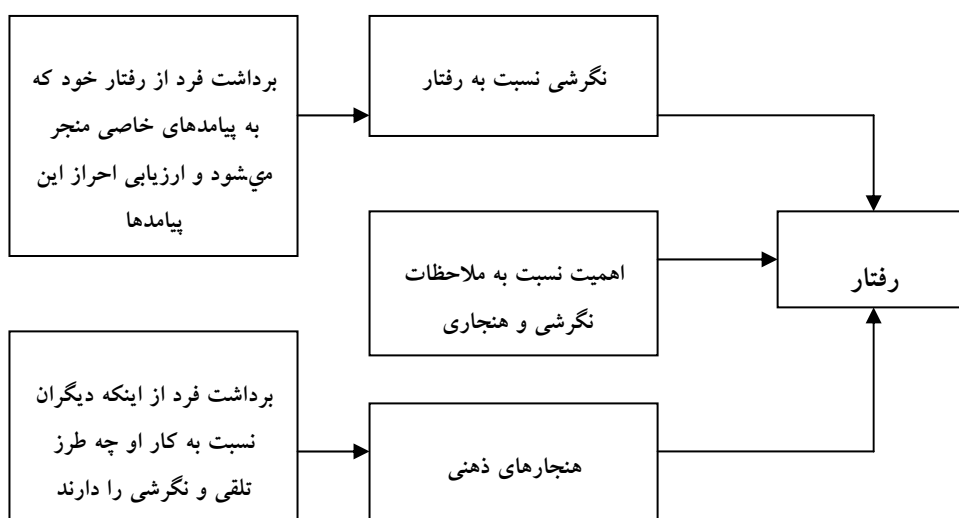 برداشت فرد از رفتار خود که
به پیامدهای خاصی منجر
مي‌شود و ارزیابی احراز این
پیامدها
نگرشی نسبت به رفتار
اهمیت نسبت به ملاحظات
نگرشی و هنجاری
رفتار
برداشت فرد از اینکه دیگران
نسبت به کار او چه طرز
تلقی و نگرشی را دارند
هنجارهای ذهنی